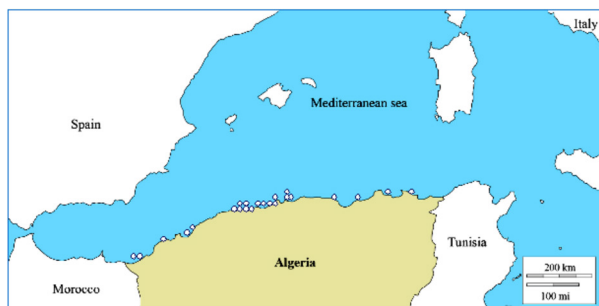 Italy
Mediterranean sea
Spain
Tunisia
Algeria
200 km
Morocco
100 mi